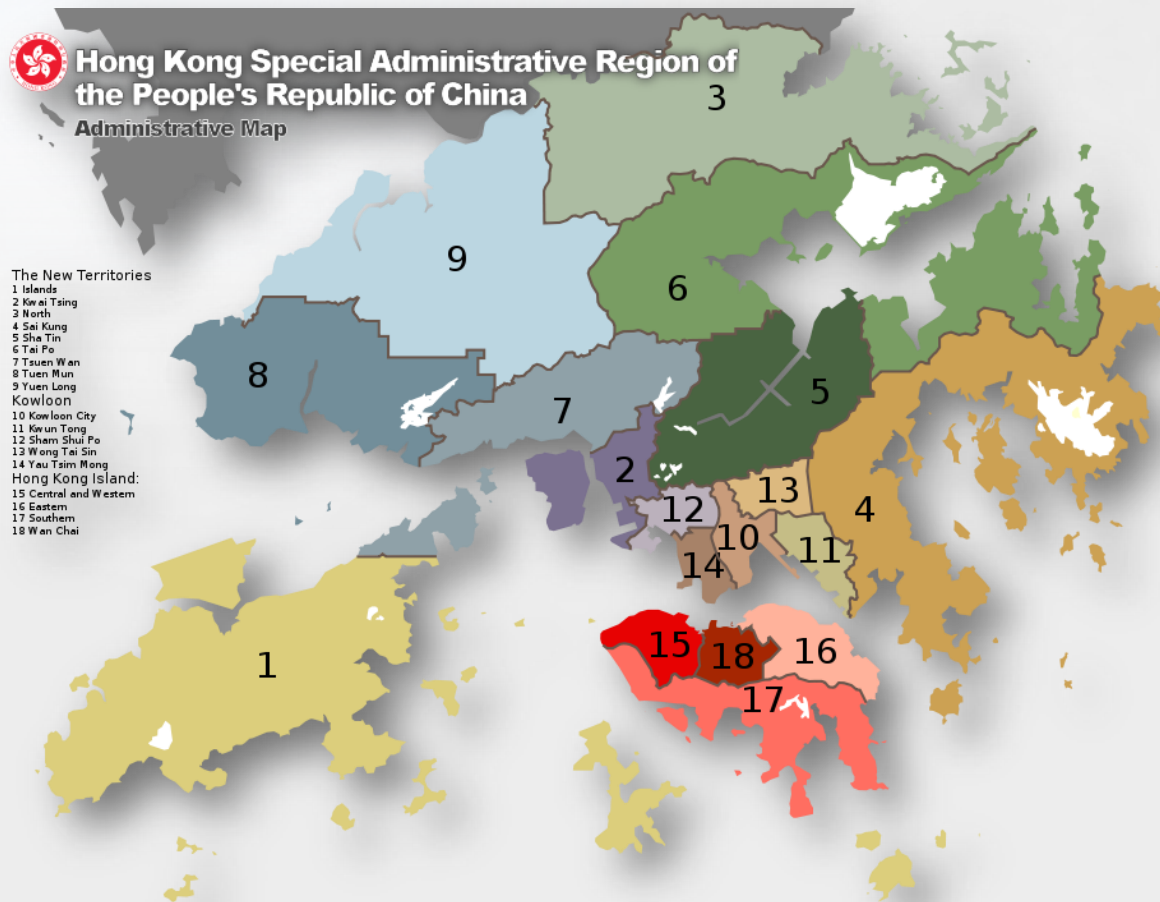 Hong Kong Special Administrative Region of
the People's Republic of China
Administrative Map
The New Territories
1 Islands
2 Kwai Tsing
3 North
4 Sai Kung
5 Sha Tin
6 Tai Po
7 Tsuen Wan
8 Tuen Mun
9 Yuen Long
Kowloon
10 Kowloon City
11 Kwun Tong
12 Sham Shui Po
13 Wong Tai Sin
14 Yau Tsim Mong
Hong Kong Island:
15 Central and Western
16 Eastern
17 Southern
18 Wan Chai
3
9
6
8
5
7
2
13
12
4
10
11
14
15
16
18
1
17